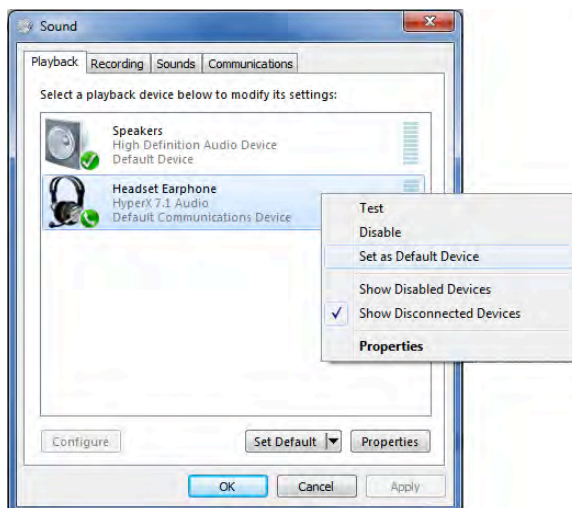 Sound
Playback Recording Sounds Communications
Select a playback device below to modify its settings:
Speakers
High Definition Audio Device
Default Device
Headset Earphone
HyperX 7.1 Audio
Default Communications Device
Test
Disable
Set as Default Device
Show Disabled Devices
Show Disconnected Devices
Properties
Configure Set Default Properties
OK Cancel Apply